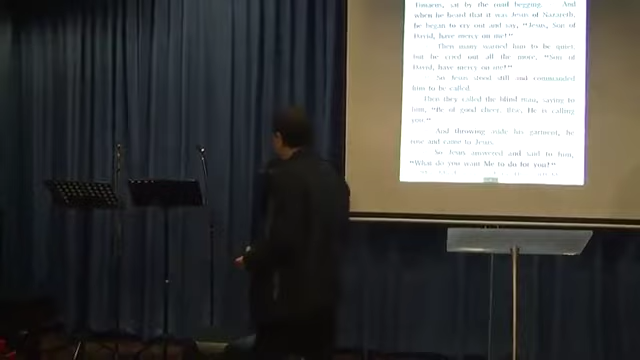 Timaeus, sat by the road begging. And
when he heard that it was Jesus of Nazareth,
he began to cry out and say, "Jesus, Son of
David, have mercy on me!"
Then many warned him to be quiet,
but he cried out all the more, "Son of
David, have mercy on me!"
So Jesus stood still and commanded
him to be called.
Then they called the blind man, saying to
him, "Be of good cheer. Rise, He is calling
you."
And throwing aside his garment, he
rose and came to Jesus.
So Jesus answered and said to him,
"What do you want Me to do for you?"